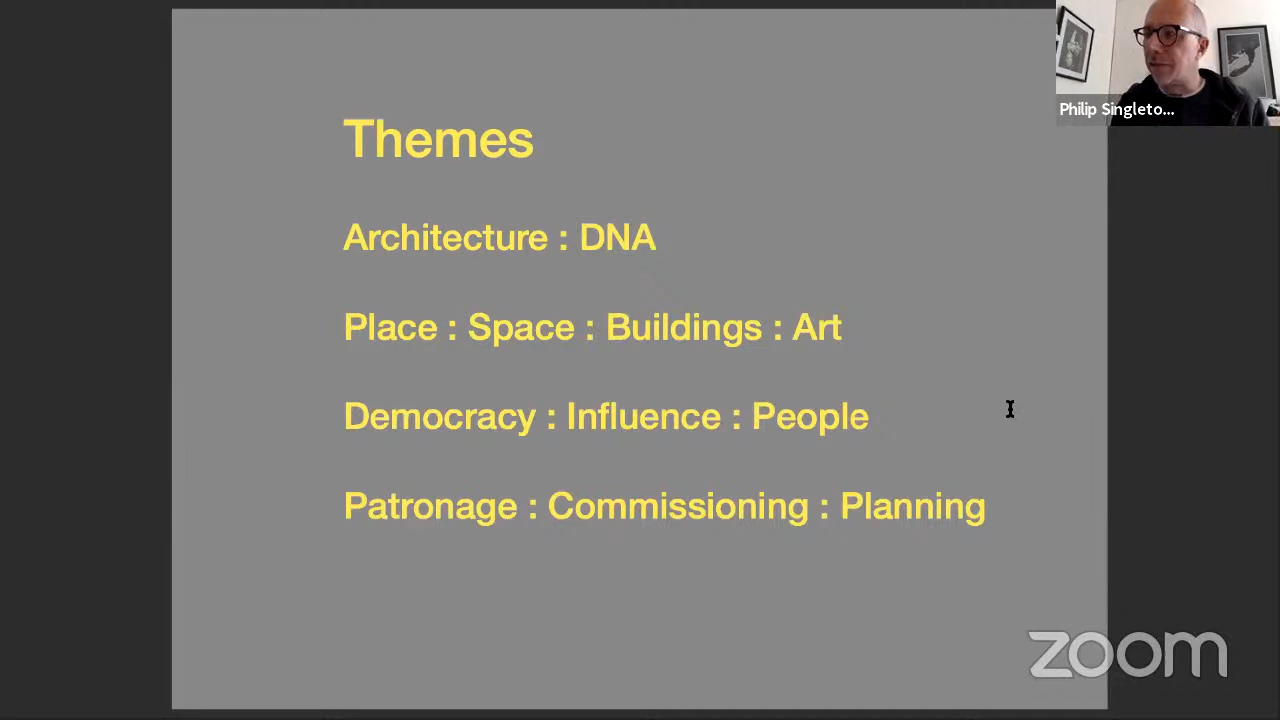 Philip Singleto...
Themes
Architecture : DNA
Place : Space : Buildings : Art
Democracy : Influence : People
Patronage : Commissioning : Planning
zoom